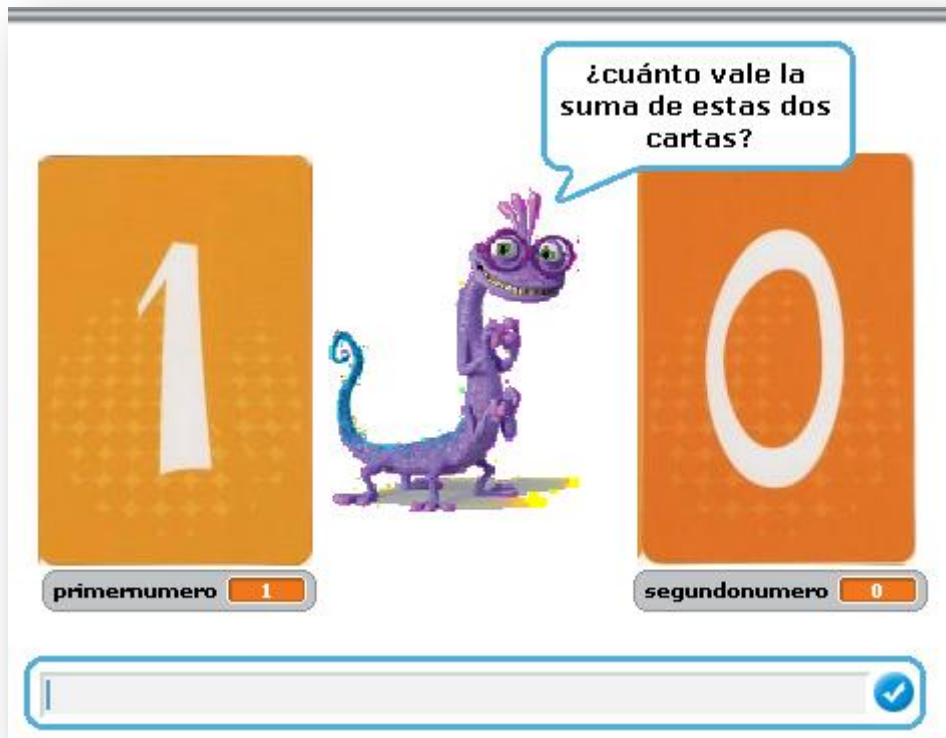 ¿cuánto vale la
suma de estas dos
cartas?
1
0
primernumero 1
segundonumero 0